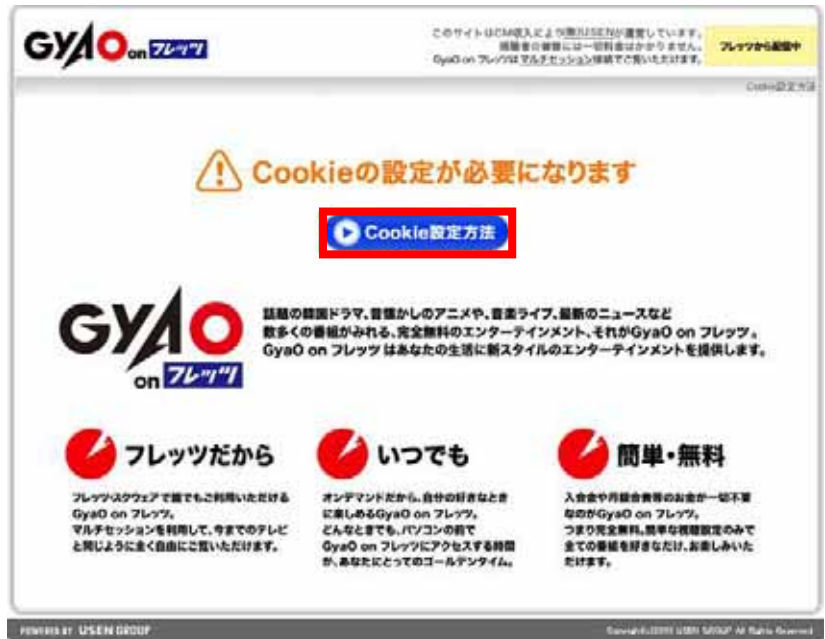 GYAO on フレッツ
このサイトはCM収入により(株)USENが運営しています。
視聴者の皆様には一切料金はかかりません。
GyaO on フレッツは マルチセッション接続でご覧いただけます。
フレッツから配信中
Cookie設定方法
Cookieの設定が必要になります
Cookie設定方法
GYAO
on フレッツ
話題の韓国ドラマ、昔懐かしのアニメや、音楽ライブ、最新のニュースなど
数多くの番組がみれる、完全無料のエンターテインメント、それがGyaO on フレッツ。
GyaO on フレッツ はあなたの生活に新スタイルのエンターテインメントを提供します。
フレッツだから
フレッツ・スクウェアで誰でもご利用いただける
GyaO on フレッツ。
マルチセッションを利用して、今までのテレビ
と同じように全く自由にご覧いただけます。
いつでも
オンデマンドだから、自分の好きなとき
に楽しめるGyaO on フレッツ。
どんなときでも、パソコンの前で
GyaO on フレッツにアクセスする時間
が、あなたにとってのゴールデンタイム。
簡単・無料
入会金や月額会費等のお金が一切不要
なのがGyaO on フレッツ。
つまり完全無料。簡単な視聴設定のみで
全ての番組を好きなだけ、お楽しみいた
だけます。
POWERED BY USEN GROUP
USEN GROUP All Rights Reserved